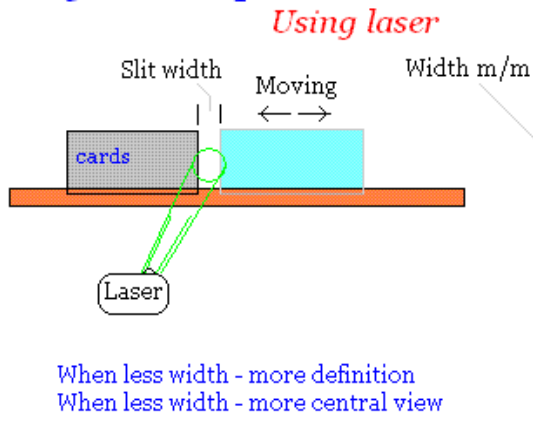 Using laser
Slit width
Moving
Width m/m
cards
Laser
When less width - more definition
When less width - more central view